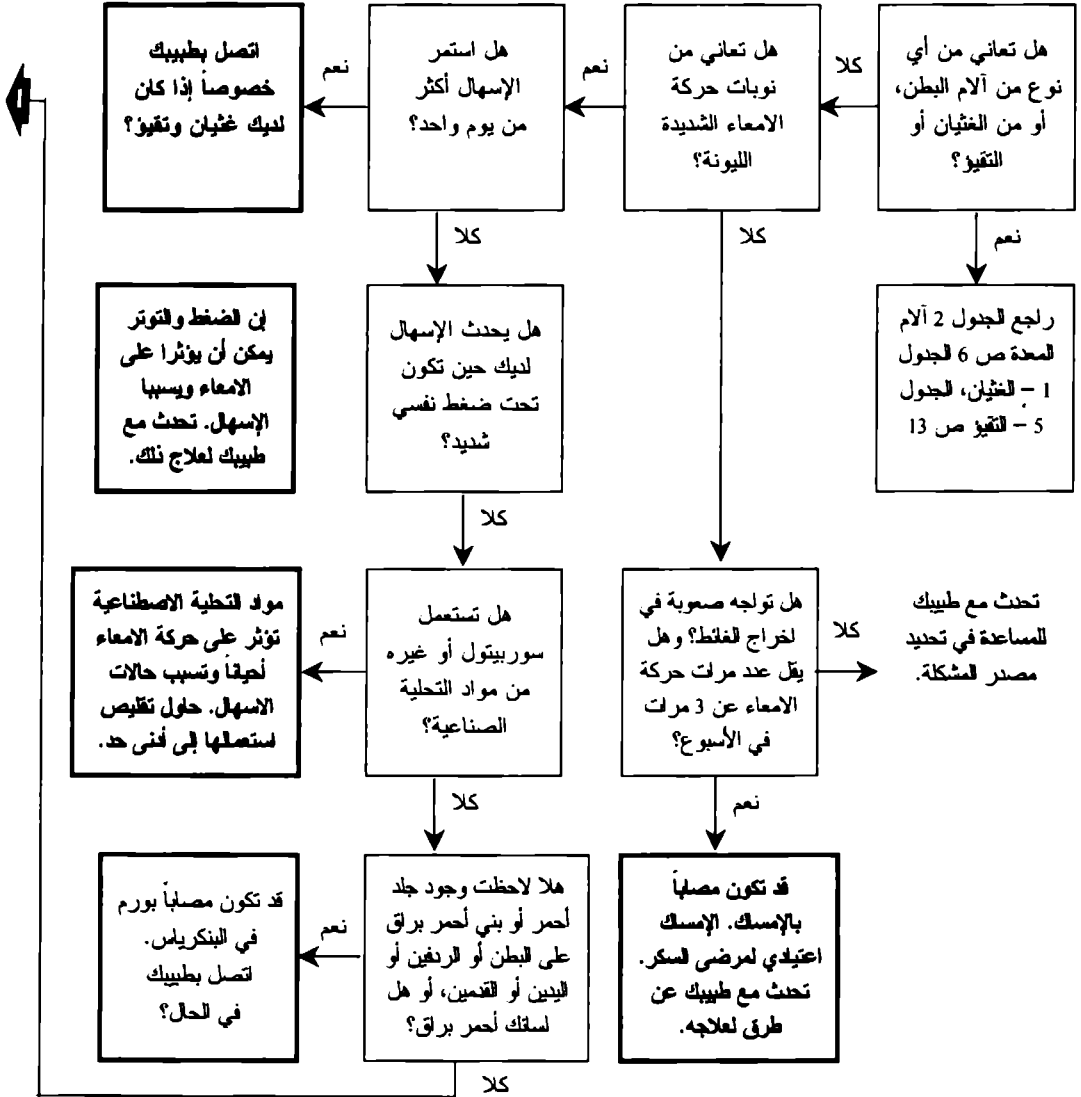 هل تعاني من أي
نوع من آلام البطن،
أو من الغثيان أو
التقيؤ؟
كلا
هل تعاني من
نوبات حركة
الامعاء الشديدة
الليونة؟
نعم
هل استمر
الإسهال أكثر
من يوم واحد؟
نعم
اتصل بطبيبك
خصوصاً إذا كان
لديك غثيان وتقيؤ؟
نعم
كلا
كلا
راجع الجدول 2 آلام
المعدة ص 6 الجدول
1 – الغثيان، الجدول
5 – التقيؤ ص 13
هل يحدث الإسهال
لديك حين تكون
تحت ضغط نفسي
شديد؟
إن الضغط والتوتر
يمكن أن يؤثرا على
الامعاء ويسببا
الإسهال. تحدث مع
طبيبك لعلاج ذلك.
كلا
تحدث مع طبيبك
للمساعدة في تحديد
مصدر المشكلة.
كلا
هل تواجه صعوبة في
اخراج الغائط؟ وهل
يقل عدد مرات حركة
الامعاء عن 3 مرات
في الأسبوع؟
هل تستعمل
سوربيتول أو غيره
من مواد التحلية
الصناعية؟
نعم
مواد التحلية الاصطناعية
تؤثر على حركة الامعاء
أحياناً وتسبب حالات
الاسهال. حاول تقليص
استعمالها إلى أدنى حد.
نعم
كلا
قد تكون مصاباً
بالإمساك. الإمساك
اعتيادي لمرضى السكر.
تحدث مع طبيبك عن
طرق لعلاجه.
هلا لاحظت وجود جلد
أحمر أو بني أحمر براق
على البطن أو الردفين أو
اليدين أو القدمين، أو هل
لسانك أحمر براق؟
نعم
قد تكون مصاباً بورم
في البنكرياس.
اتصل بطبيبك
في الحال؟
كلا